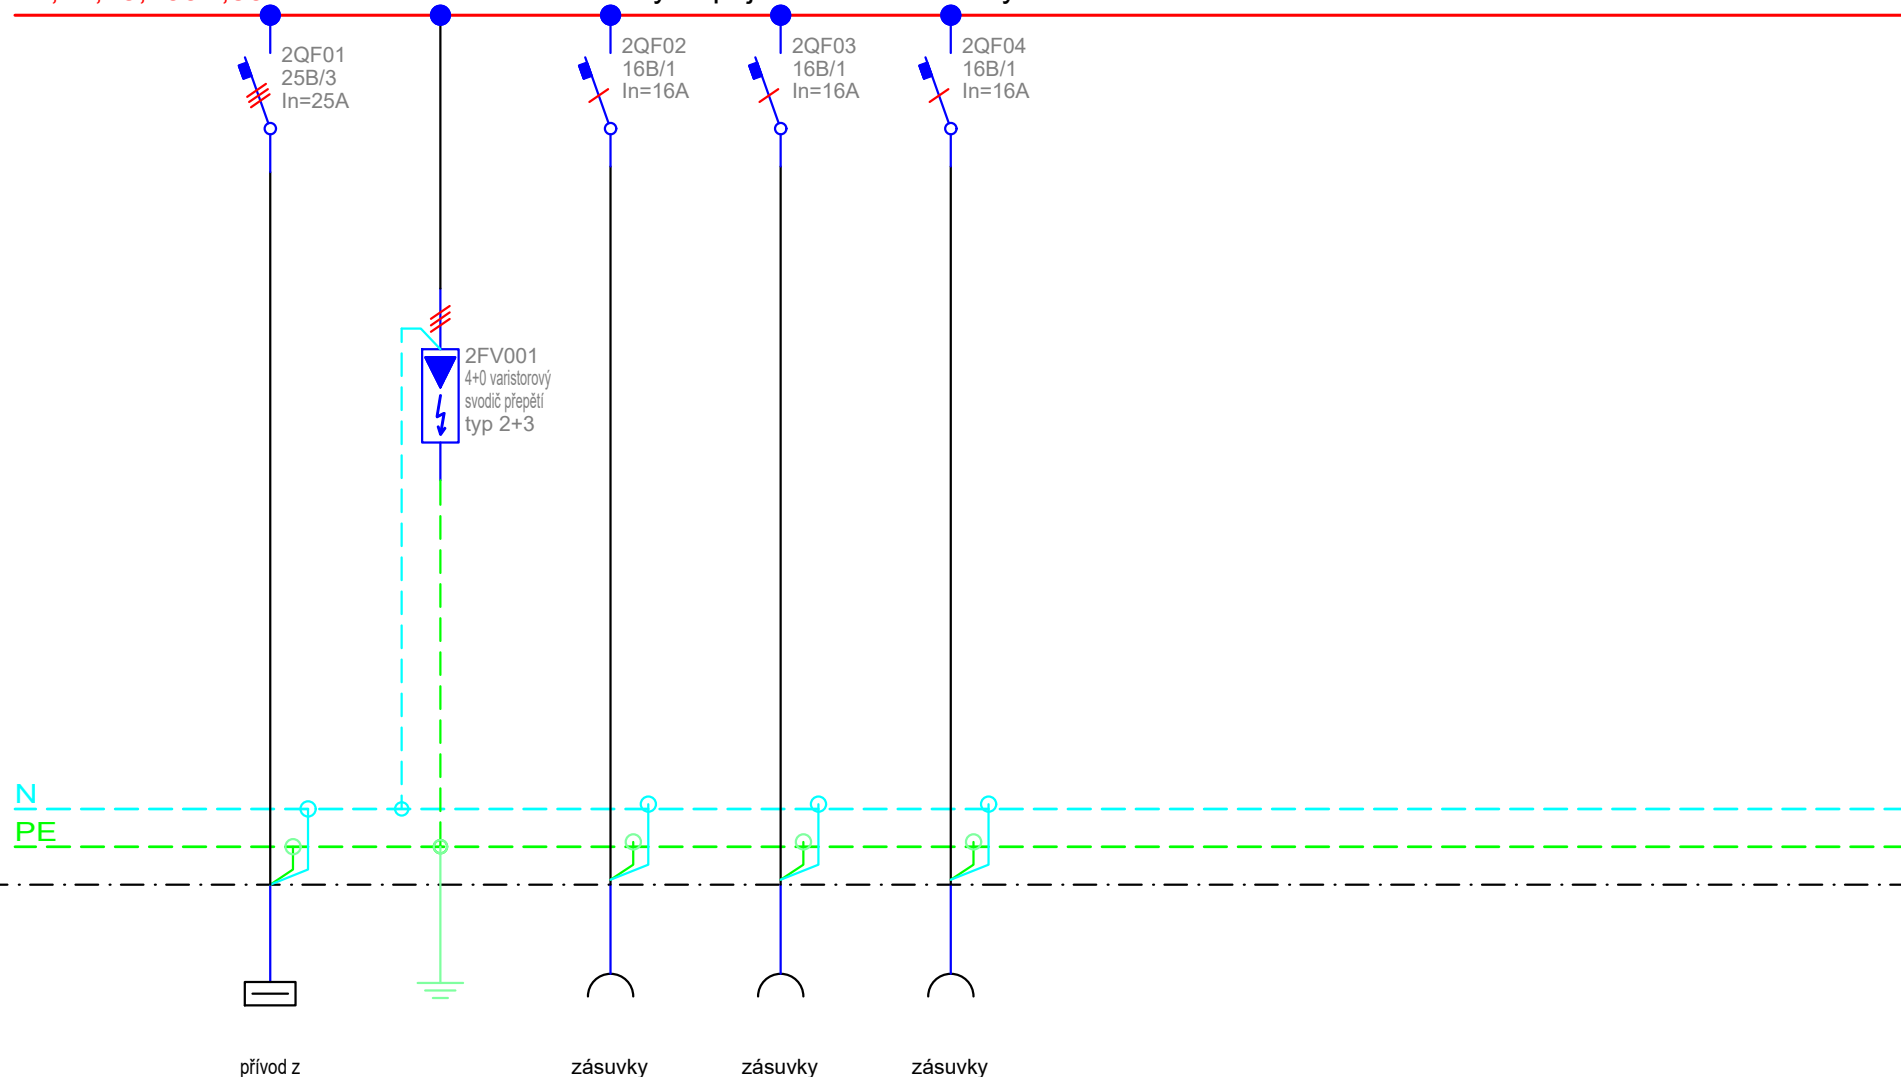 2QF01
25B/3
In=25A
2QF02
16B/1
In=16A
2QF03
16B/1
In=16A
2QF04
16B/1
In=16A
2FV001
4+0 varistorový
svodič přepětí
typ 2+3
N
PE
přívod z
zásuvky
zásuvky
zásuvky